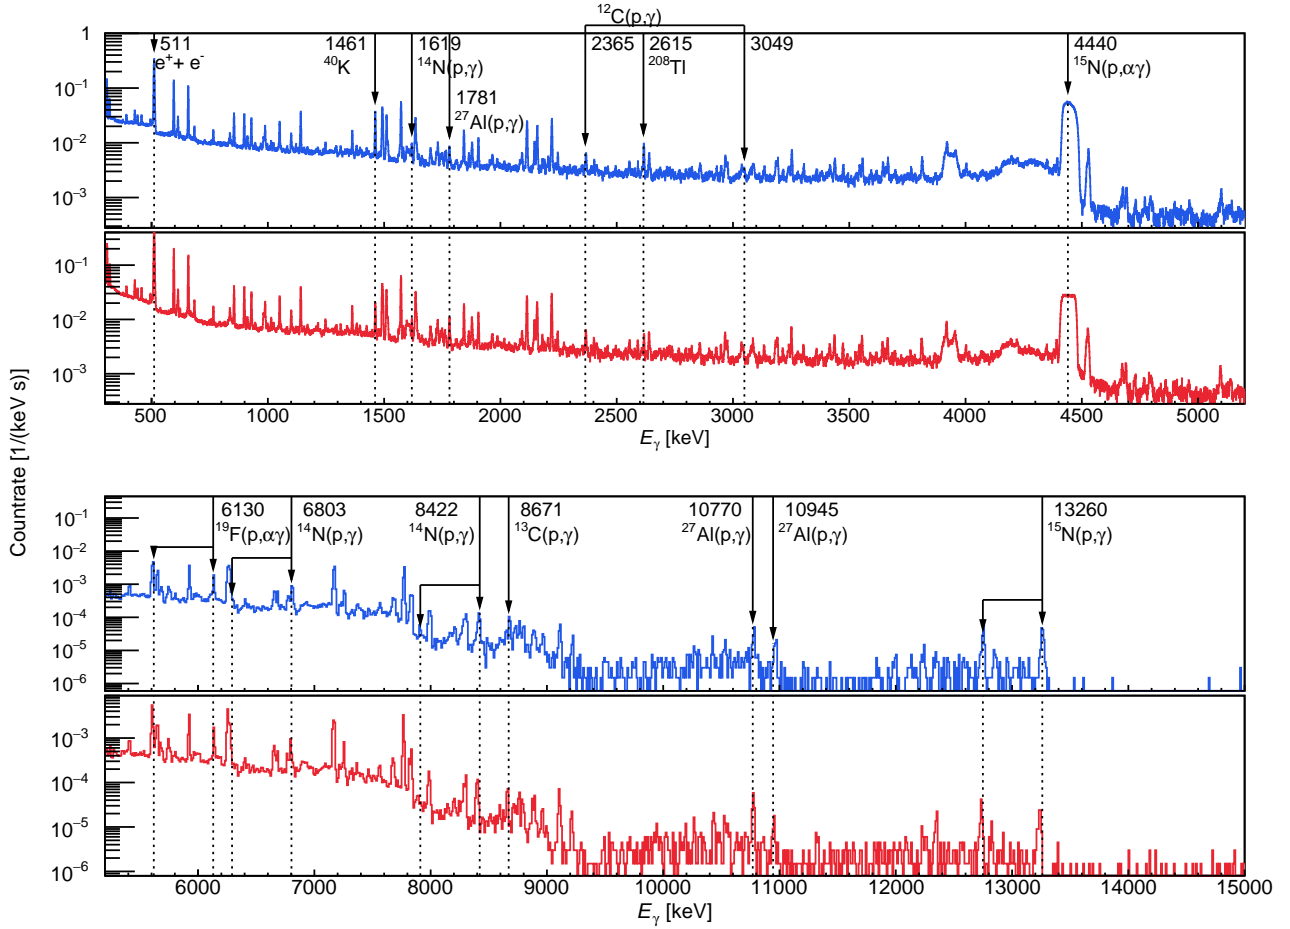 ¹²C(p,γ)
511 1461 1619 2365 2615 3049 4440
e⁺+ e⁻ ⁴⁰K ¹⁴N(p,γ) ²⁰⁸Tl ¹⁵N(p,αγ)
1781
²⁷Al(p,γ)
1
10⁻¹
10⁻²
10⁻³
10⁻¹
10⁻²
10⁻³
500 1000 1500 2000 2500 3000 3500 4000 4500 5000
E_γ [keV]
Countrate [1/(keV s)]
6130 6803 8422 8671 10770 10945 13260
¹⁹F(p,αγ) ¹⁴N(p,γ) ¹⁴N(p,γ) ¹³C(p,γ) ²⁷Al(p,γ) ²⁷Al(p,γ) ¹⁵N(p,γ)
10⁻¹
10⁻²
10⁻³
10⁻⁴
10⁻⁵
10⁻⁶
10⁻³
10⁻⁴
10⁻⁵
10⁻⁶
6000 7000 8000 9000 10000 11000 12000 13000 14000 15000
E_γ [keV]